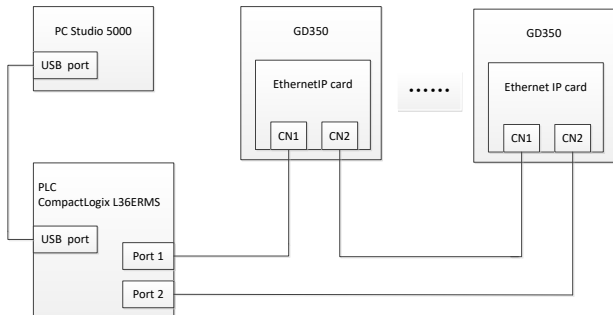 PC Studio 5000
USB port
GD350
EthernetIP card
CN1
CN2
......
GD350
Ethernet IP card
CN1
CN2
PLC
CompactLogix L36ERMS
USB port
Port 1
Port 2